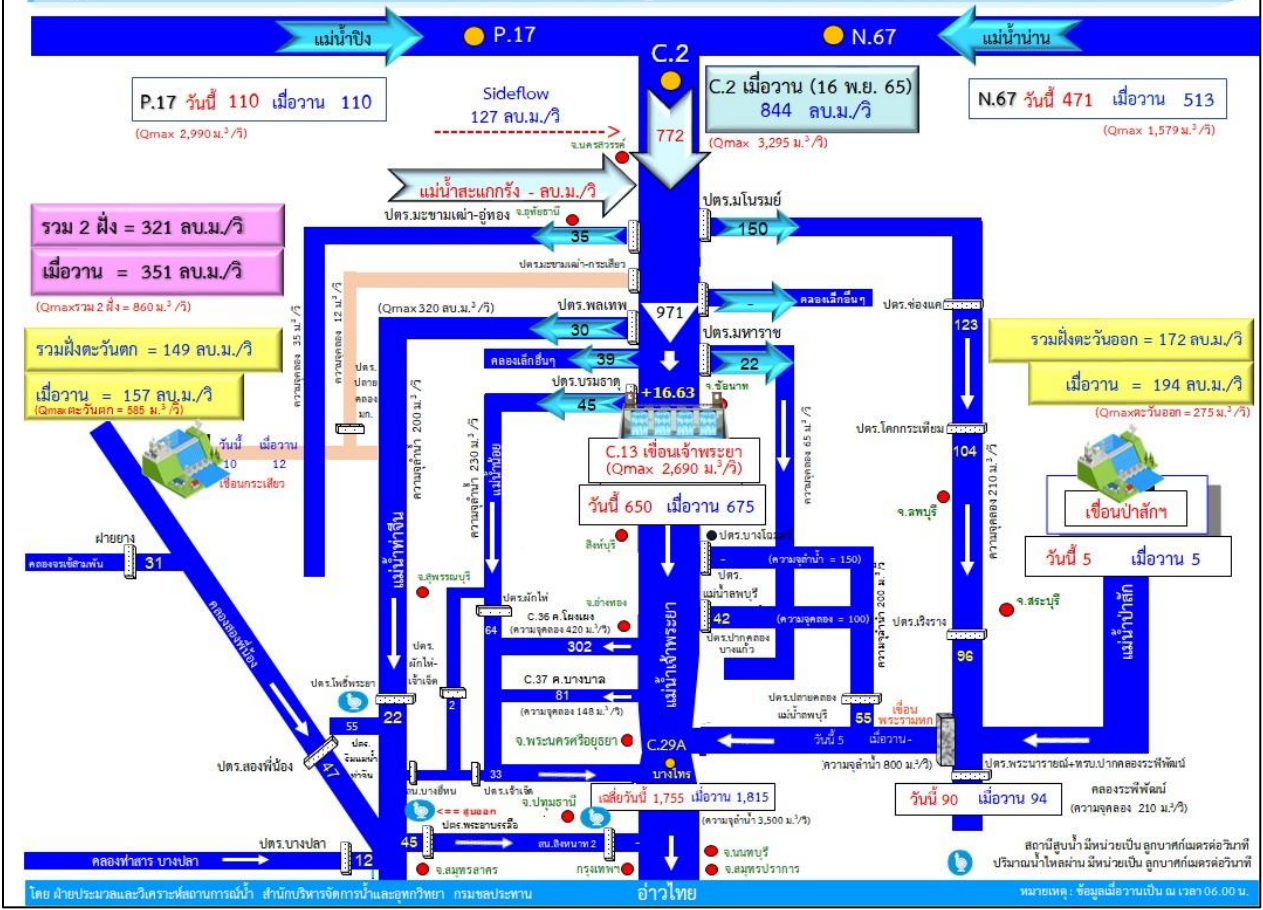 แม่น้ำปิง
P.17
C.2
N.67
แม่น้ำน่าน
P.17 วันนี้ 110 เมื่อวาน 110
(Qmax 2,990 ม.³/วิ)
Sideflow
127 ลบ.ม./วิ
จ.นครสวรรค์
772
C.2 เมื่อวาน (16 พ.ย. 65)
844 ลบ.ม./วิ
(Qmax 3,295 ม.³/วิ)
N.67 วันนี้ 471 เมื่อวาน 513
(Qmax 1,579 ม.³/วิ)
แม่น้ำสะแกกรัง - ลบ.ม./วิ
รวม 2 ฝั่ง = 321 ลบ.ม./วิ
เมื่อวาน = 351 ลบ.ม./วิ
(Qmaxรวม 2 ฝั่ง = 860 ม.³/วิ)
รวมฝั่งตะวันตก = 149 ลบ.ม./วิ
เมื่อวาน = 157 ลบ.ม./วิ
(Qmaxตะวันตก = 585 ม.³/วิ)
ปตร.มะขามเฒ่า-อู่ทอง จ.อุทัยธานี
35
ปตร.มะขามเฒ่า-กระเสียว
ปตร.มโนรมย์
150
(Qmax 320 ลบ.ม./วิ) ปตร.พลเทพ
30
971
-
คลองเล็กอื่นๆ
ปตร.ช่องแค
123
คลองเล็กอื่นๆ
39
ปตร.มหาราช
22
ปตร.บรมธาตุ
45
+16.63
จ.ชัยนาท
รวมฝั่งตะวันออก = 172 ลบ.ม./วิ
เมื่อวาน = 194 ลบ.ม./วิ
(Qmaxตะวันออก = 275 ม.³/วิ)
ความจุคลอง 35 ม.³/วิ
ความจุคลอง 12 ม.³/วิ
ปตร.
ปลาย
คลอง
มก.
ความจุลำน้ำ 200 ม.³/วิ
ความจุลำน้ำ 230 ม.³/วิ
แม่น้ำน้อย
ความจุคลอง 65 ม.³/วิ
C.13 เขื่อนเจ้าพระยา
(Qmax 2,690 ม.³/วิ)
วันนี้ 650 เมื่อวาน 675
วันนี้ เมื่อวาน
10 12
เขื่อนกระเสียว
ปตร.โคกกระเทียม
104
ความจุคลอง 210 ม.³/วิ
จ.ลพบุรี
เขื่อนป่าสักฯ
วันนี้ 5 เมื่อวาน 5
ฝายยาง
คลองจรเข้สามพัน
31
คลองสองพี่น้อง
แม่น้ำท่าจีน
จ.สุพรรณบุรี
สิงห์บุรี
ปตร.บางโฉมศรี
-
(ความจุลำน้ำ = 150)
ปตร.
แม่น้ำลพบุรี
42
(ความจุคลอง = 100)
ปตร.ปากคลอง
บางแก้ว
ความจุลำน้ำ 200 ม.³/วิ
ปตร.ผักไห่
64
จ.อ่างทอง
C.36 ค.โผงเผง
(ความจุคลอง 420 ม.³/วิ)
302
แม่น้ำเจ้าพระยา
ปตร.เริงราง
96
จ.สระบุรี
แม่น้ำป่าสัก
ปตร.
ผักไห่-
เจ้าเจ็ด
2
C.37 ค.บางบาล
81
(ความจุคลอง 148 ม.³/วิ)
ปตร.โพธิ์พระยา
22
55
ปตร.ปลายคลอง
แม่น้ำลพบุรี
55
เขื่อน
พระรามหก
ปตร.สองพี่น้อง
47
จ.พระนครศรีอยุธยา
C.29A
บางไทร
วันนี้ 5 เมื่อวาน-
(ความจุลำน้ำ 800 ม.³/วิ)
ปตร.พระนารายณ์+ทรบ.ปากคลองระพีพัฒน์
สน.บางยี่หน
ปตร.เจ้าเจ็ด
33
เฉลี่ยวันนี้ 1,755 เมื่อวาน 1,815
(ความจุลำน้ำ 3,500 ม.³/วิ)
วันนี้ 90 เมื่อวาน 94
คลองระพีพัฒน์
(ความจุคลอง 210 ม.³/วิ)
<== สูบออก
จ.ปทุมธานี
ปตร.พระยาบรรลือ
45
สน.สิงหนาท 2
-
ปตร.บางปลา
คลองท่าสาร บางปลา
12
จ.สมุทรสาคร
กรุงเทพฯ
จ.นนทบุรี
จ.สมุทรปราการ
สถานีสูบน้ำ มีหน่วยเป็น ลูกบาศก์เมตรต่อวินาที
ปริมาณน้ำไหลผ่าน มีหน่วยเป็น ลูกบาศก์เมตรต่อวินาที
โดย ฝ่ายประมวลและวิเคราะห์สถานการณ์น้ำ สำนักบริหารจัดการน้ำและอุทกวิทยา กรมชลประทาน
อ่าวไทย
หมายเหตุ : ข้อมูลเมื่อวานเป็น ณ เวลา 06.00 น.